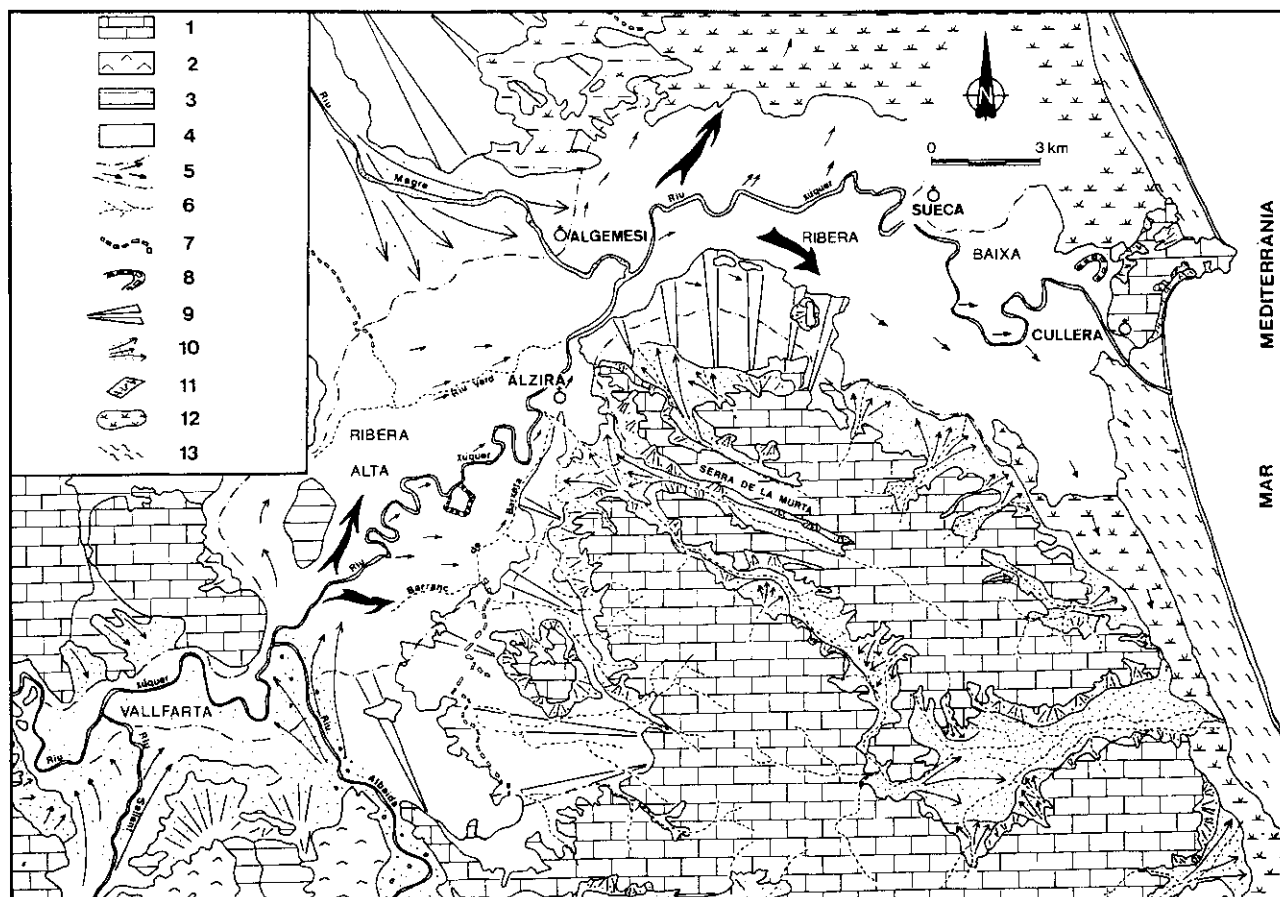 1
2
3
4
5
6
7
8
9
10
11
12
13
N
0 3 km
Riu
Magre
ALGEMESI
Riu
xúquer
SUECA
RIBERA
BAIXA
CULLERA
MEDITERRANIA
MAR
ALZIRA
Riu Verd
RIBERA
ALTA
xúquer
Riu
Barranc
de
Barxeta
SERRA DE LA MURTA
xúquer
VALLFARTA
Riu
Riu
Sellent
Riu
Albaida